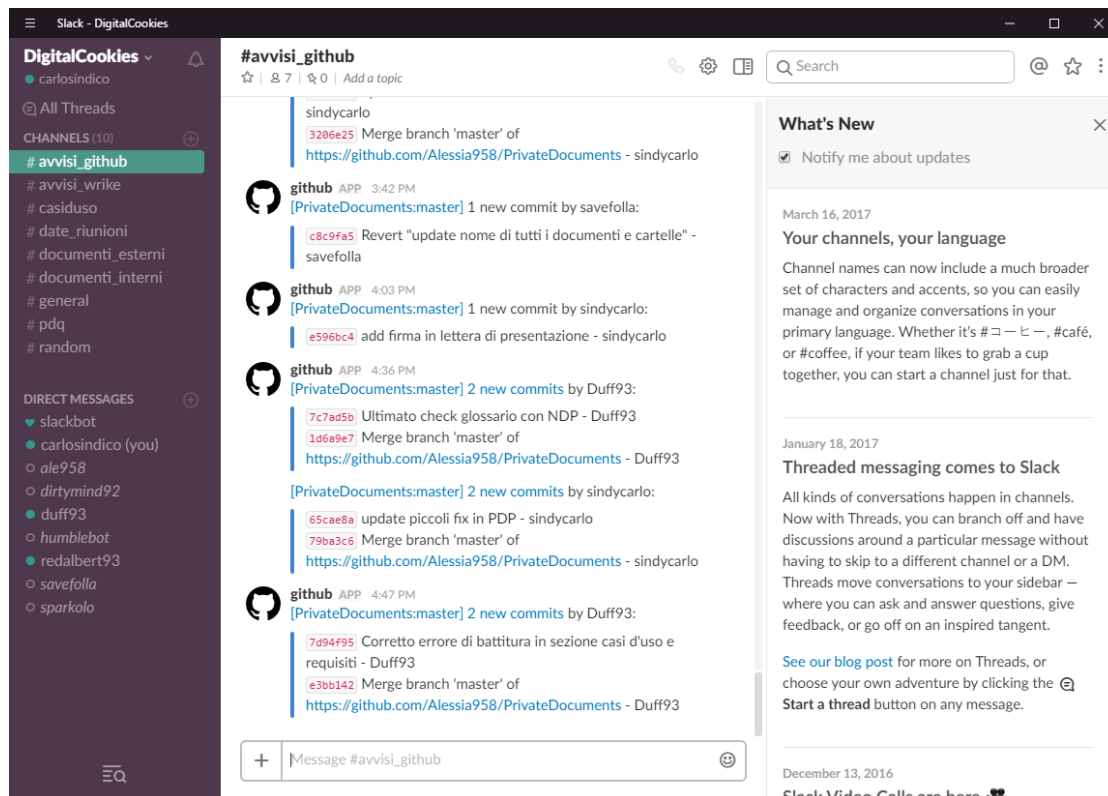 Slack - DigitalCookies
DigitalCookies
carlosindico
All Threads
CHANNELS (10)
# avvisi_github
# avvisi_wrike
# casiduso
# date_riunioni
# documenti_esterni
# documenti_interni
# general
# pdq
# random
DIRECT MESSAGES
slackbot
carlosindico (you)
ale958
dirtymind92
duff93
humblebot
redalbert93
savefolla
sparkolo
#avvisi_github
7 | 0 | Add a topic
Search
sindycarlo
3206e25 Merge branch 'master' of
https://github.com/Alessia958/PrivateDocuments - sindycarlo
github APP 3:42 PM
[PrivateDocuments:master] 1 new commit by savefolla:
c8c9fa5 Revert "update nome di tutti i documenti e cartelle" -
savefolla
github APP 4:03 PM
[PrivateDocuments:master] 1 new commit by sindycarlo:
e596bc4 add firma in lettera di presentazione - sindycarlo
github APP 4:36 PM
[PrivateDocuments:master] 2 new commits by Duff93:
7c7ad5b Ultimato check glossario con NDP - Duff93
1d6a9e7 Merge branch 'master' of
https://github.com/Alessia958/PrivateDocuments - Duff93
[PrivateDocuments:master] 2 new commits by sindycarlo:
65cae8a update piccoli fix in PDP - sindycarlo
79ba3c6 Merge branch 'master' of
https://github.com/Alessia958/PrivateDocuments - sindycarlo
github APP 4:47 PM
[PrivateDocuments:master] 2 new commits by Duff93:
7d94f95 Corretto errore di battitura in sezione casi d'uso e
requisiti - Duff93
e3bb142 Merge branch 'master' of
https://github.com/Alessia958/PrivateDocuments - Duff93
Message #avvisi_github
What's New
Notify me about updates
March 16, 2017
Your channels, your language
Channel names can now include a much broader
set of characters and accents, so you can easily
manage and organize conversations in your
primary language. Whether it's #コーヒー, #café,
or #coffee, if your team likes to grab a cup
together, you can start a channel just for that.
January 18, 2017
Threaded messaging comes to Slack
All kinds of conversations happen in channels.
Now with Threads, you can branch off and have
discussions around a particular message without
having to skip to a different channel or a DM.
Threads move conversations to your sidebar —
where you can ask and answer questions, give
feedback, or go off on an inspired tangent.
See our blog post for more on Threads, or
choose your own adventure by clicking the
Start a thread button on any message.
December 13, 2016
Slack Video Calls are here